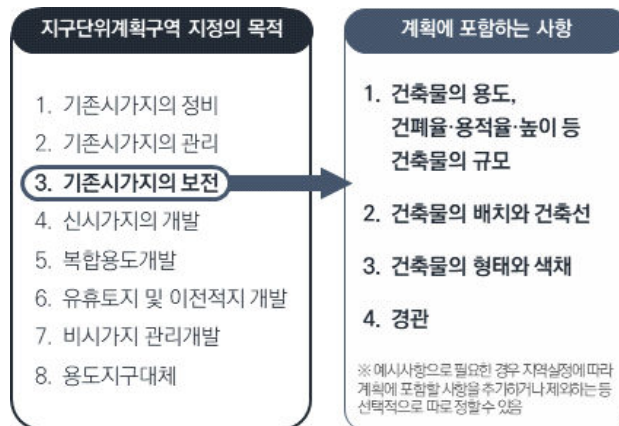 지구단위계획구역 지정의 목적
1. 기존시가지의 정비
2. 기존시가지의 관리
3. 기존시가지의 보전
4. 신시가지의 개발
5. 복합용도개발
6. 유휴토지 및 이전적지 개발
7. 비시가지 관리개발
8. 용도지구대체
계획에 포함하는 사항
1. 건축물의 용도,
건폐율·용적율·높이 등
건축물의 규모
2. 건축물의 배치와 건축선
3. 건축물의 형태와 색채
4. 경관
※ 예시사항으로 필요한 경우 지역실정에 따라
계획에 포함할 사항을 추가하거나 제외하는 등
선택적으로 따로 정할 수 있음